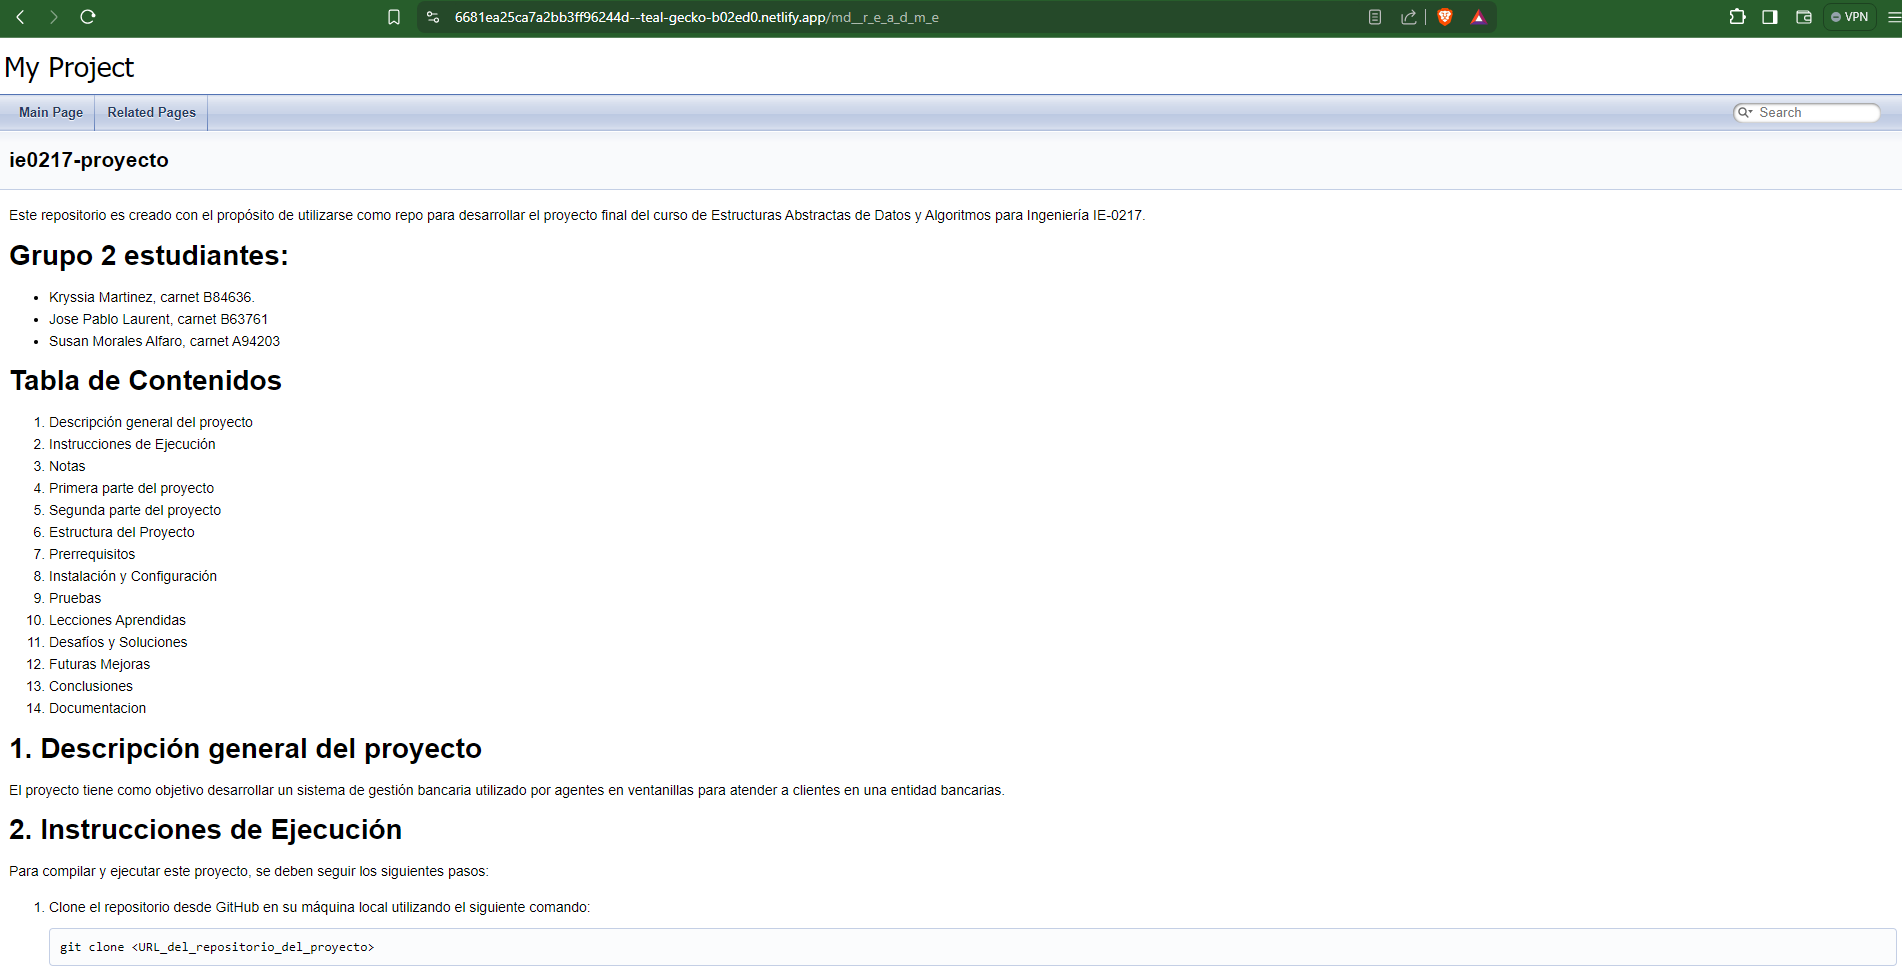 6681ea25ca7a2bb3ff96244d--teal-gecko-b02ed0.netlify.app/md__r_e_a_d_m_e
VPN
My Project
Main Page
Related Pages
Search
ie0217-proyecto
Este repositorio es creado con el propósito de utilizarse como repo para desarrollar el proyecto final del curso de Estructuras Abstractas de Datos y Algoritmos para Ingeniería IE-0217.
Grupo 2 estudiantes:
• Kryssia Martinez, carnet B84636.
• Jose Pablo Laurent, carnet B63761
• Susan Morales Alfaro, carnet A94203
Tabla de Contenidos
1. Descripción general del proyecto
2. Instrucciones de Ejecución
3. Notas
4. Primera parte del proyecto
5. Segunda parte del proyecto
6. Estructura del Proyecto
7. Prerrequisitos
8. Instalación y Configuración
9. Pruebas
10. Lecciones Aprendidas
11. Desafíos y Soluciones
12. Futuras Mejoras
13. Conclusiones
14. Documentacion
1. Descripción general del proyecto
El proyecto tiene como objetivo desarrollar un sistema de gestión bancaria utilizado por agentes en ventanillas para atender a clientes en una entidad bancarias.
2. Instrucciones de Ejecución
Para compilar y ejecutar este proyecto, se deben seguir los siguientes pasos:
1. Clone el repositorio desde GitHub en su máquina local utilizando el siguiente comando:
git clone <URL_del_repositorio_del_proyecto>